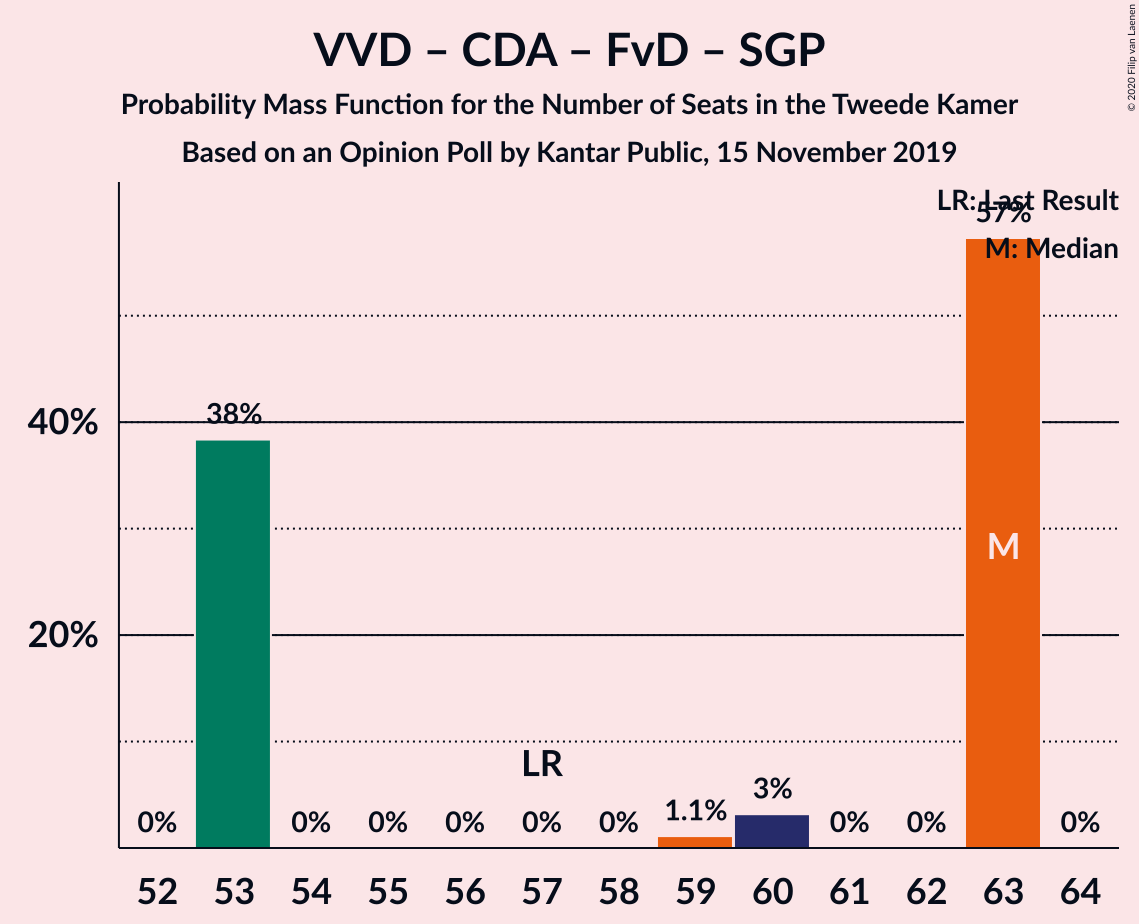 VVD – CDA – FvD – SGP
Probability Mass Function for the Number of Seats in the Tweede Kamer
Based on an Opinion Poll by Kantar Public, 15 November 2019
© 2020 Filip van Laenen
LR: Last Result
M: Median
57%
40%
38%
M
20%
LR
0% 0% 0% 0% 0% 0% 1.1% 3% 0% 0% 0%
52 53 54 55 56 57 58 59 60 61 62 63 64